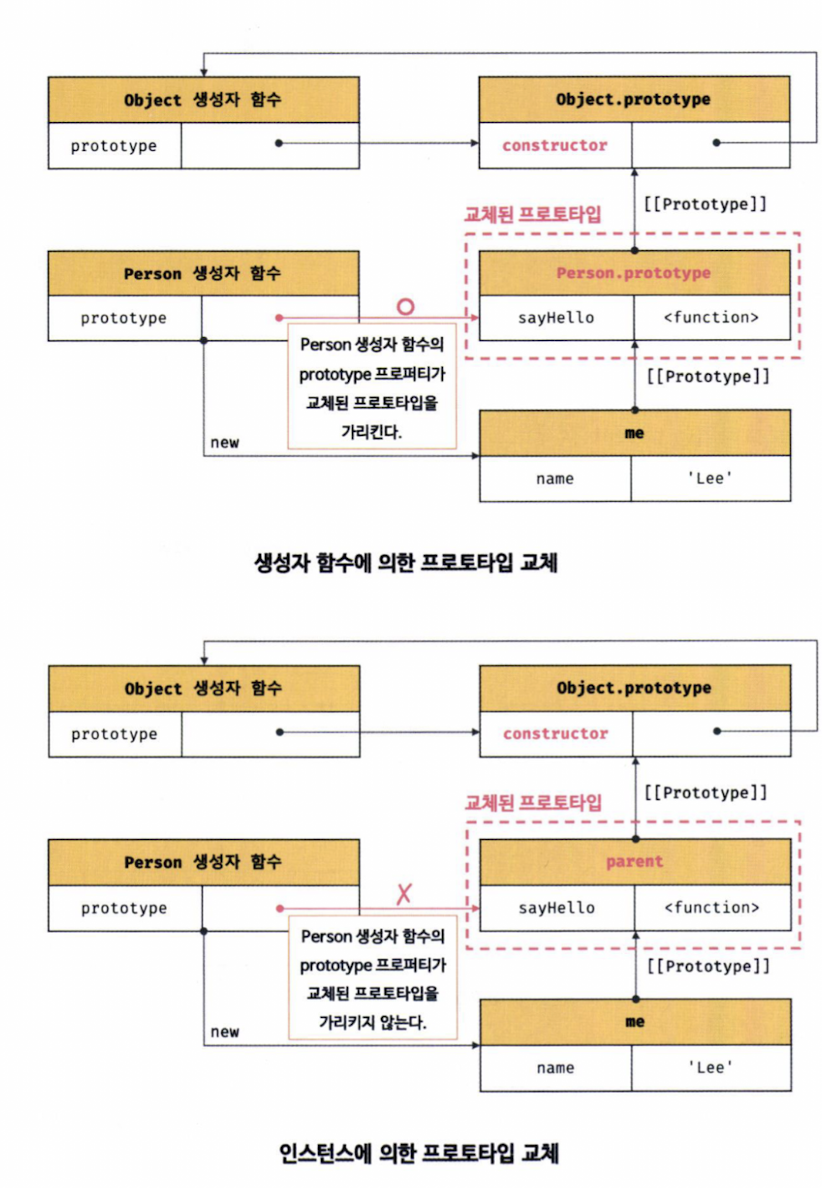 Object 생성자 함수
Object.prototype
prototype
constructor
교체된 프로토타입
[[Prototype]]
Person 생성자 함수
Person.prototype
prototype
sayHello
<function>
Person 생성자 함수의
prototype 프로퍼티가
교체된 프로토타입을
가리킨다.
[[Prototype]]
new
me
name
'Lee'
생성자 함수에 의한 프로토타입 교체
Object 생성자 함수
Object.prototype
prototype
constructor
교체된 프로토타입
[[Prototype]]
Person 생성자 함수
parent
prototype
sayHello
<function>
Person 생성자 함수의
prototype 프로퍼티가
교체된 프로토타입을
가리키지 않는다.
[[Prototype]]
new
me
name
'Lee'
인스턴스에 의한 프로토타입 교체